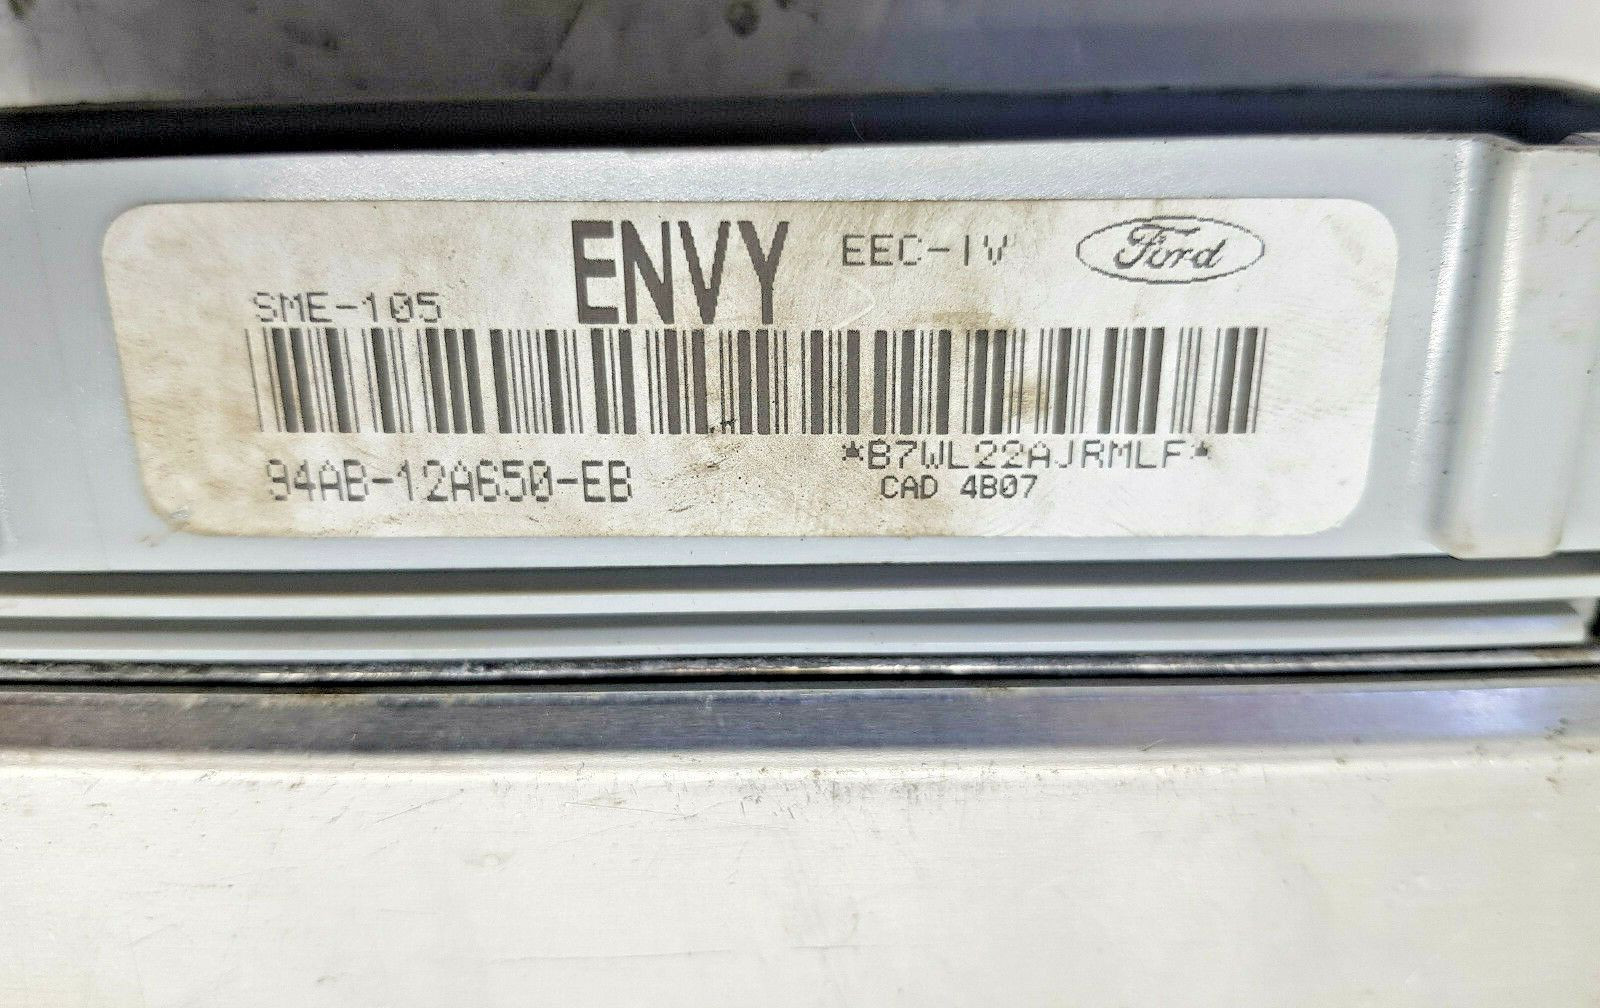 ENVY EEC-IV Ford
SME-105
*B7WL22AJRMLF*
94AB-12A650-EB
CAD 4B07